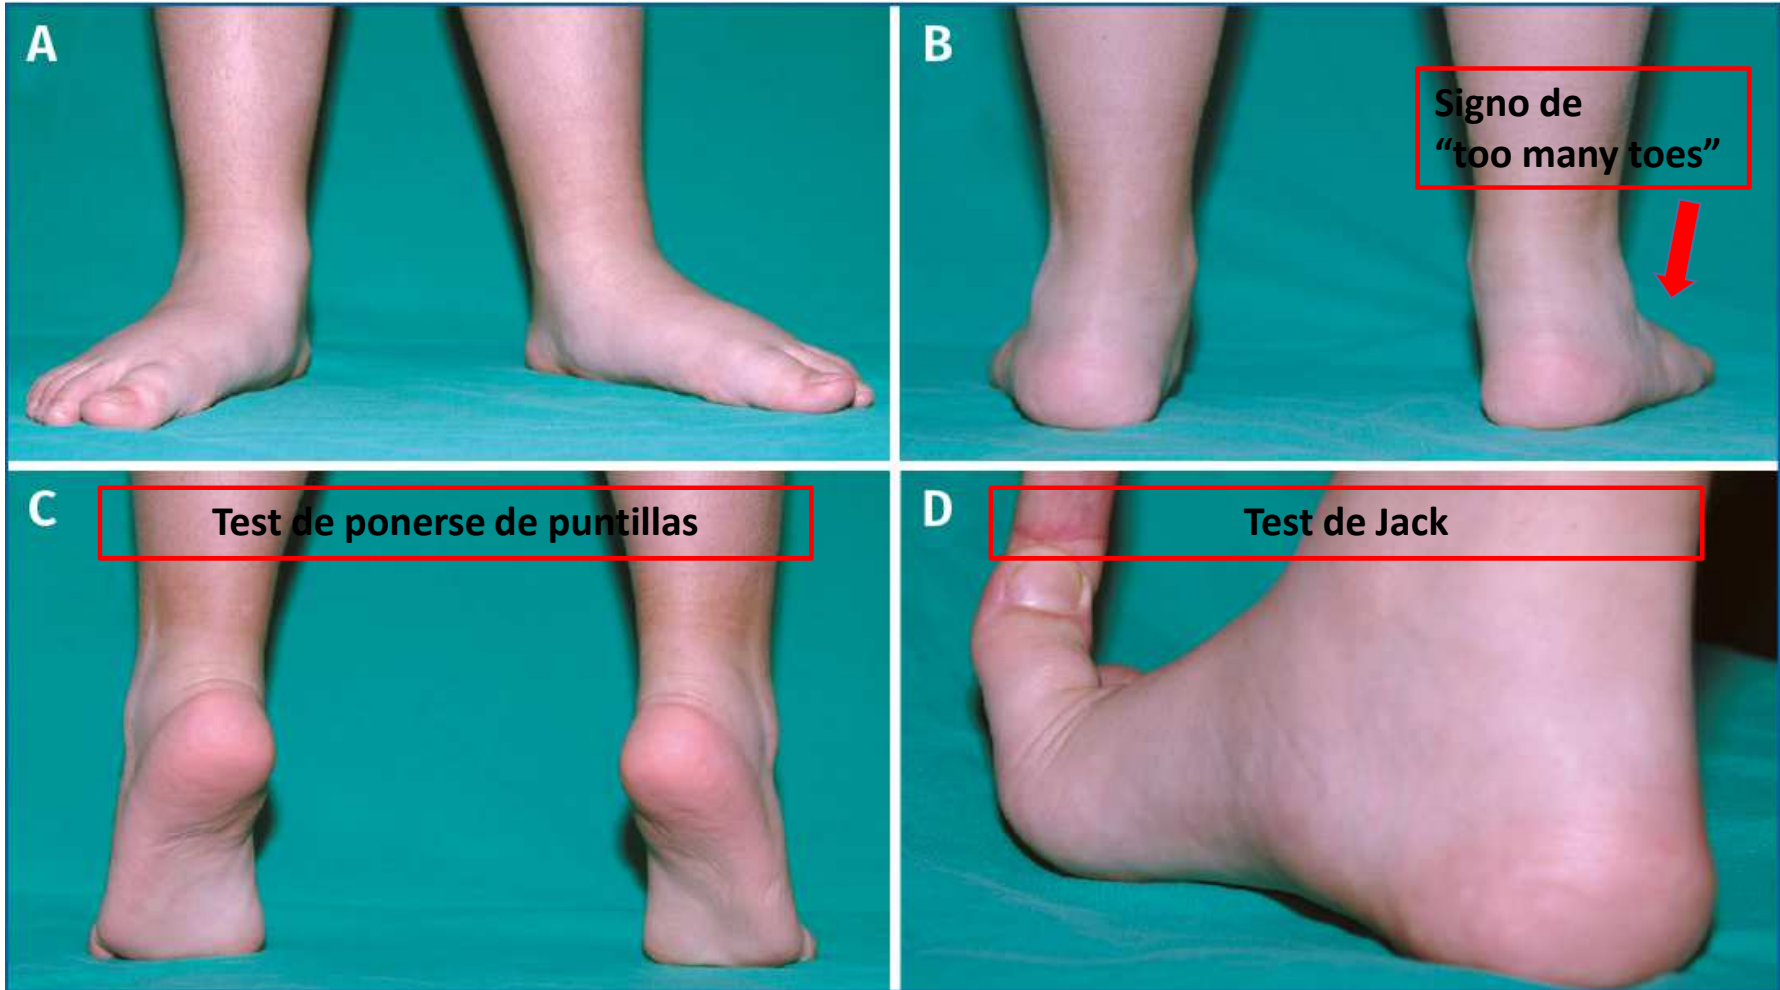 A
B
Signo de
“too many toes”
C
Test de ponerse de puntillas
D
Test de Jack